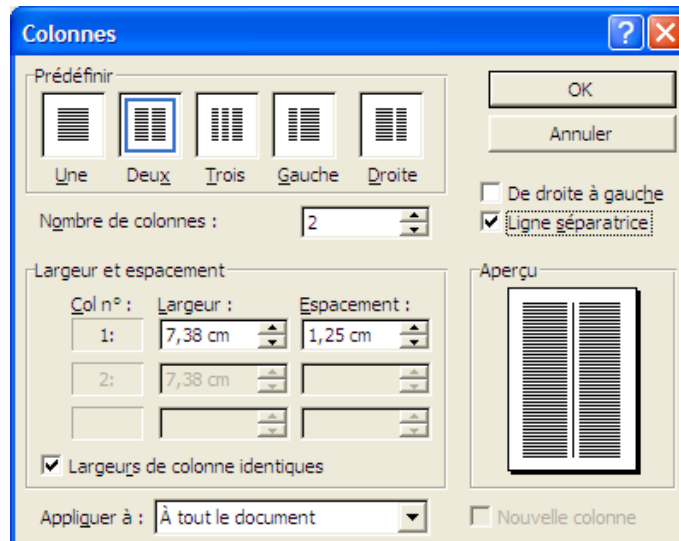 Colonnes
Prédéfinir
Une Deux Trois Gauche Droite
OK
Annuler
De droite à gauche
Ligne séparatrice
Nombre de colonnes : 2
Largeur et espacement
Col n° : Largeur : Espacement :
1: 7,38 cm 1,25 cm
2: 7,38 cm
Largeurs de colonne identiques
Aperçu
Appliquer à : À tout le document
Nouvelle colonne